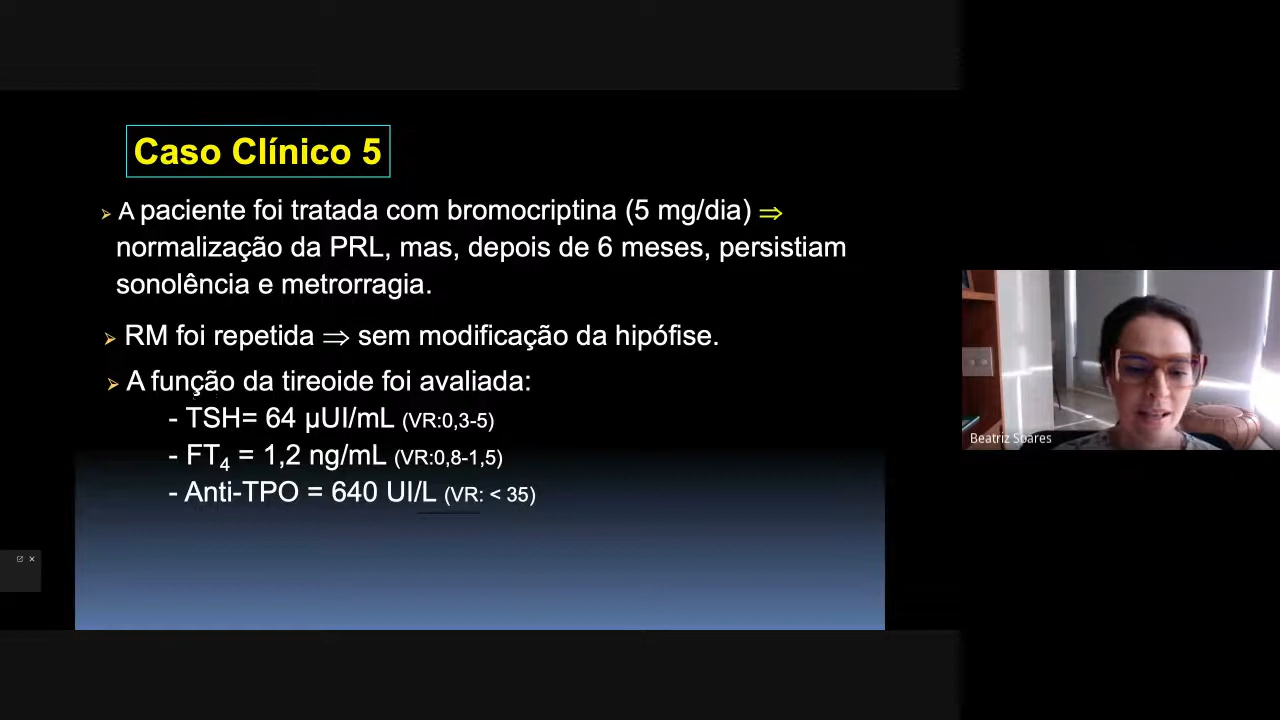 Caso Clínico 5
A paciente foi tratada com bromocriptina (5 mg/dia) ⇒
normalização da PRL, mas, depois de 6 meses, persistiam
sonolência e metrorragia.
RM foi repetida ⇒ sem modificação da hipófise.
A função da tireoide foi avaliada:
- TSH= 64 µUI/mL (VR:0,3-5)
- FT4 = 1,2 ng/mL (VR:0,8-1,5)
- Anti-TPO = 640 UI/L (VR: < 35)
Beatriz Soares